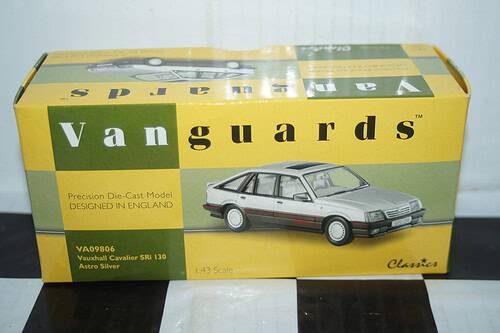 Vanguards
Vanguards™
Precision Die-Cast Model
DESIGNED IN ENGLAND
VA09806
Vauxhall Cavalier SRi 130
Astro Silver
1:43 Scale
Classics